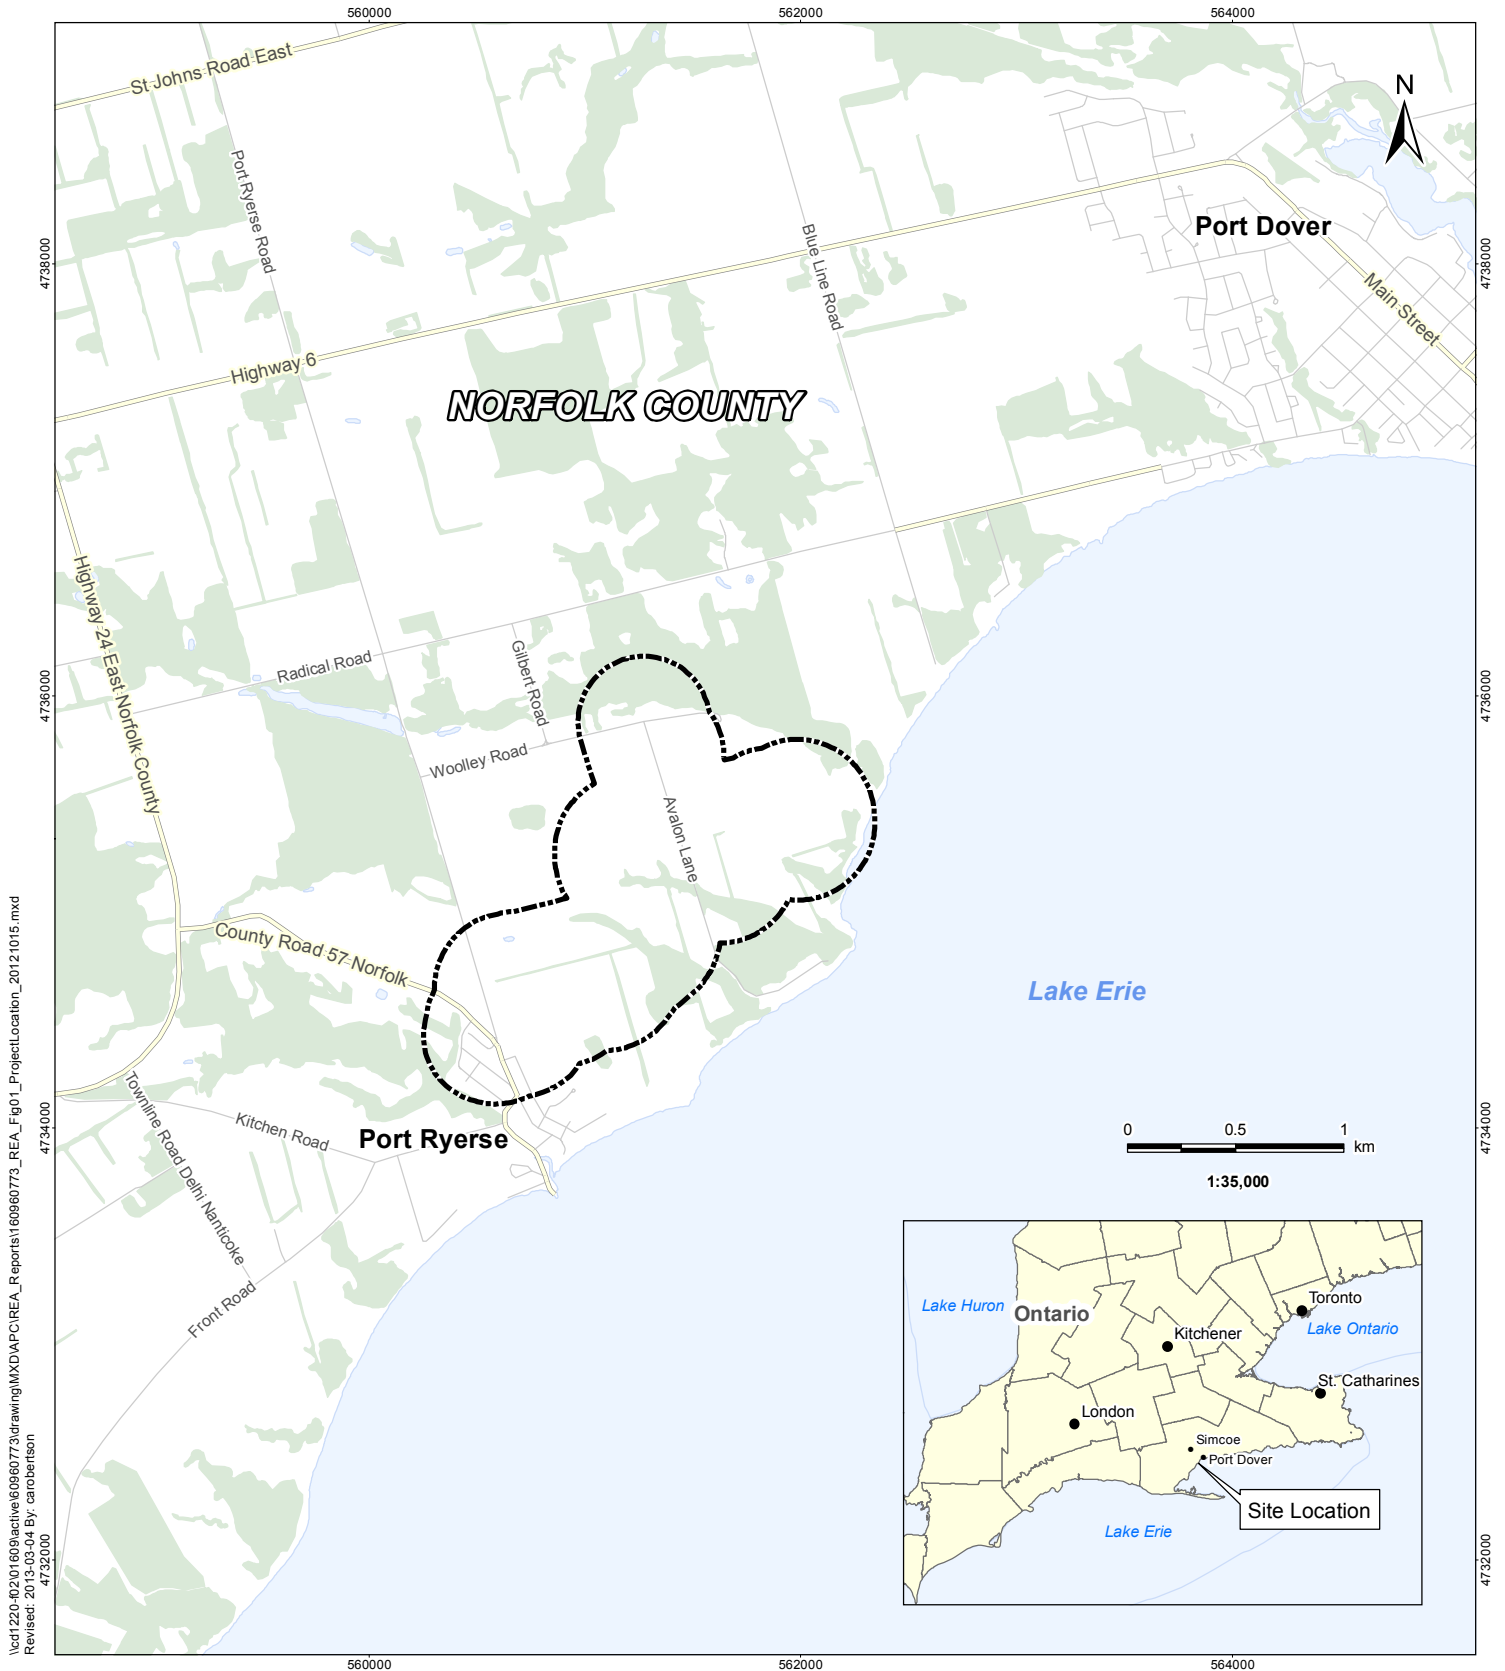 560000
562000
564000
St Johns Road East
N
Port Ryerse Road
Port Dover
Blue Line Road
4738000
4738000
Main Street
Highway 6
NORFOLK COUNTY
Highway 24 East Norfolk County
Radical Road
Gilbert Road
4736000
4736000
Woolley Road
Avalon Lane
County Road 57 Norfolk
Lake Erie
Townline Road Delhi Nanticoke
Kitchen Road
Port Ryerse
4734000
4734000
0 0.5 1
km
1:35,000
Front Road
Lake Huron
Ontario
Toronto
Lake Ontario
Kitchener
St. Catharines
London
Simcoe
Port Dover
Site Location
Lake Erie
4732000
4732000
560000
562000
564000
\\cd1220-f02\01609\active\60960773\drawing\MXD\APC\REA_Reports\160960773_REA_Fig01_ProjectLocation_20121015.mxd
Revised: 2013-03-04 By: carobertson